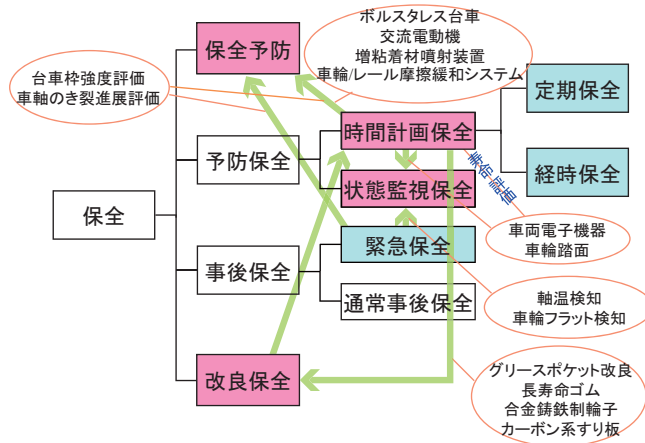 ボルスタレス台車
交流電動機
増粘着材噴射装置
車輪/レール摩擦緩和システム
保全予防
台車枠強度評価
車軸のき裂進展評価
定期保全
時間計画保全
予防保全
寿命評価
経時保全
状態監視保全
保全
車両電子機器
車輪踏面
緊急保全
事後保全
通常事後保全
軸温検知
車輪フラット検知
改良保全
グリースポケット改良
長寿命ゴム
合金鋳鉄制輪子
カーボン系すり板